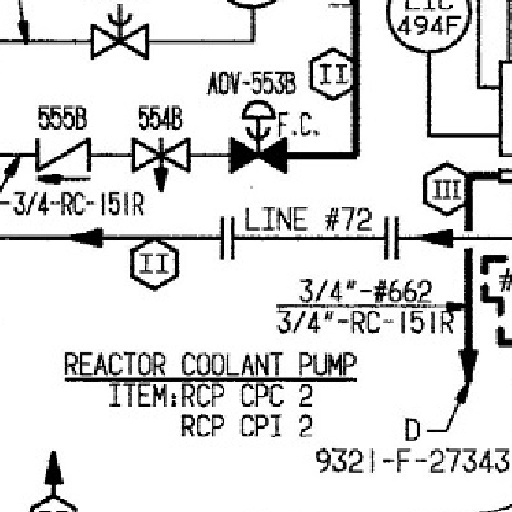 LIC
494F
II
AOV-553B
555B
554B
F.C.
III
-3/4-RC-151R
LINE #72
II
3/4"-#662
3/4"-RC-151R
REACTOR COOLANT PUMP
ITEM:RCP CPC 2
RCP CPI 2
D
9321-F-27343